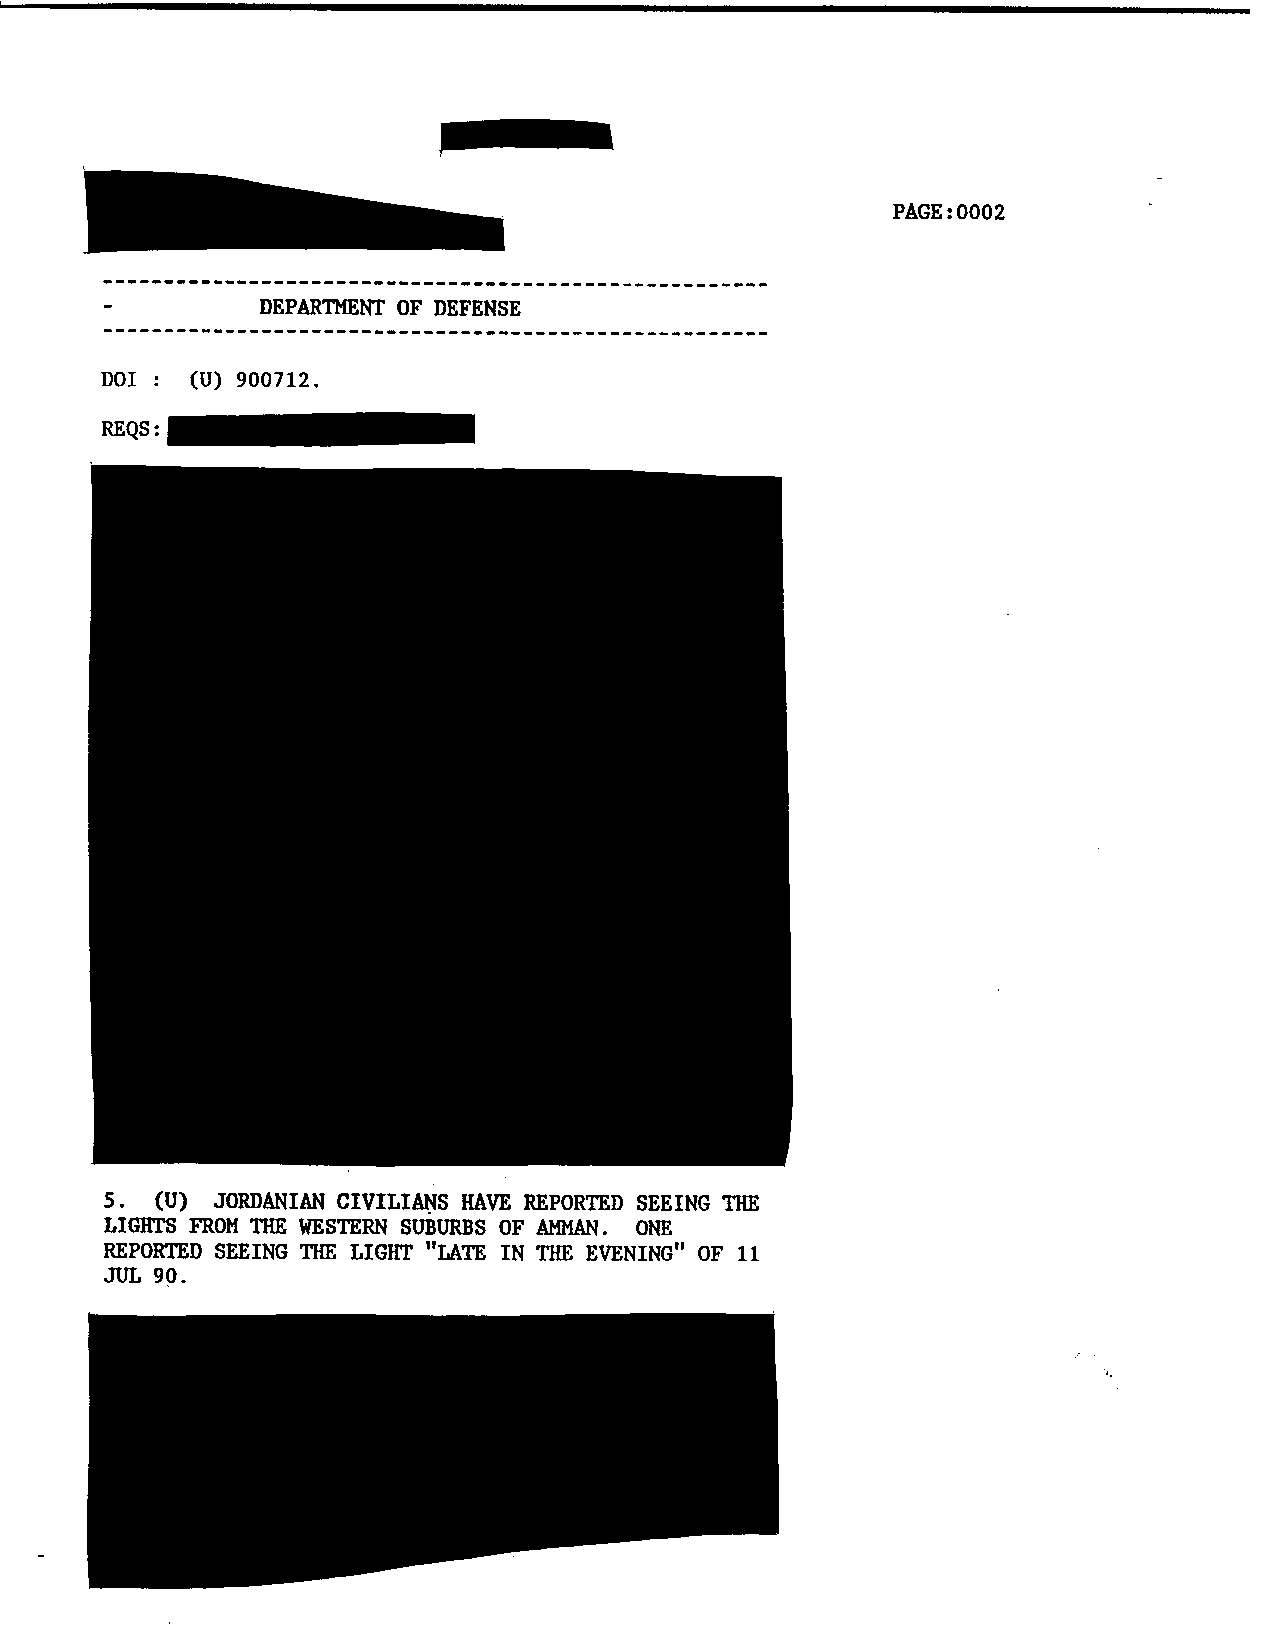 PAGE:0002
-------------------------------------------------------
- DEPARTMENT OF DEFENSE
-------------------------------------------------------
DOI : (U) 900712.
REQS:
5. (U) JORDANIAN CIVILIANS HAVE REPORTED SEEING THE
LIGHTS FROM THE WESTERN SUBURBS OF AMMAN. ONE
REPORTED SEEING THE LIGHT "LATE IN THE EVENING" OF 11
JUL 90.